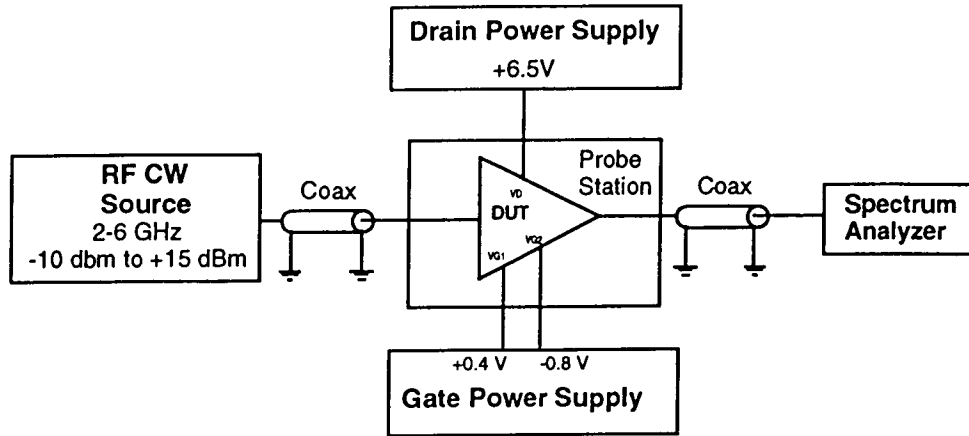 Drain Power Supply
+6.5V
RF CW
Source
2-6 GHz
-10 dbm to +15 dBm
Coax
Probe
Station
VD
DUT
VG1
VG2
Coax
Spectrum
Analyzer
+0.4 V
-0.8 V
Gate Power Supply